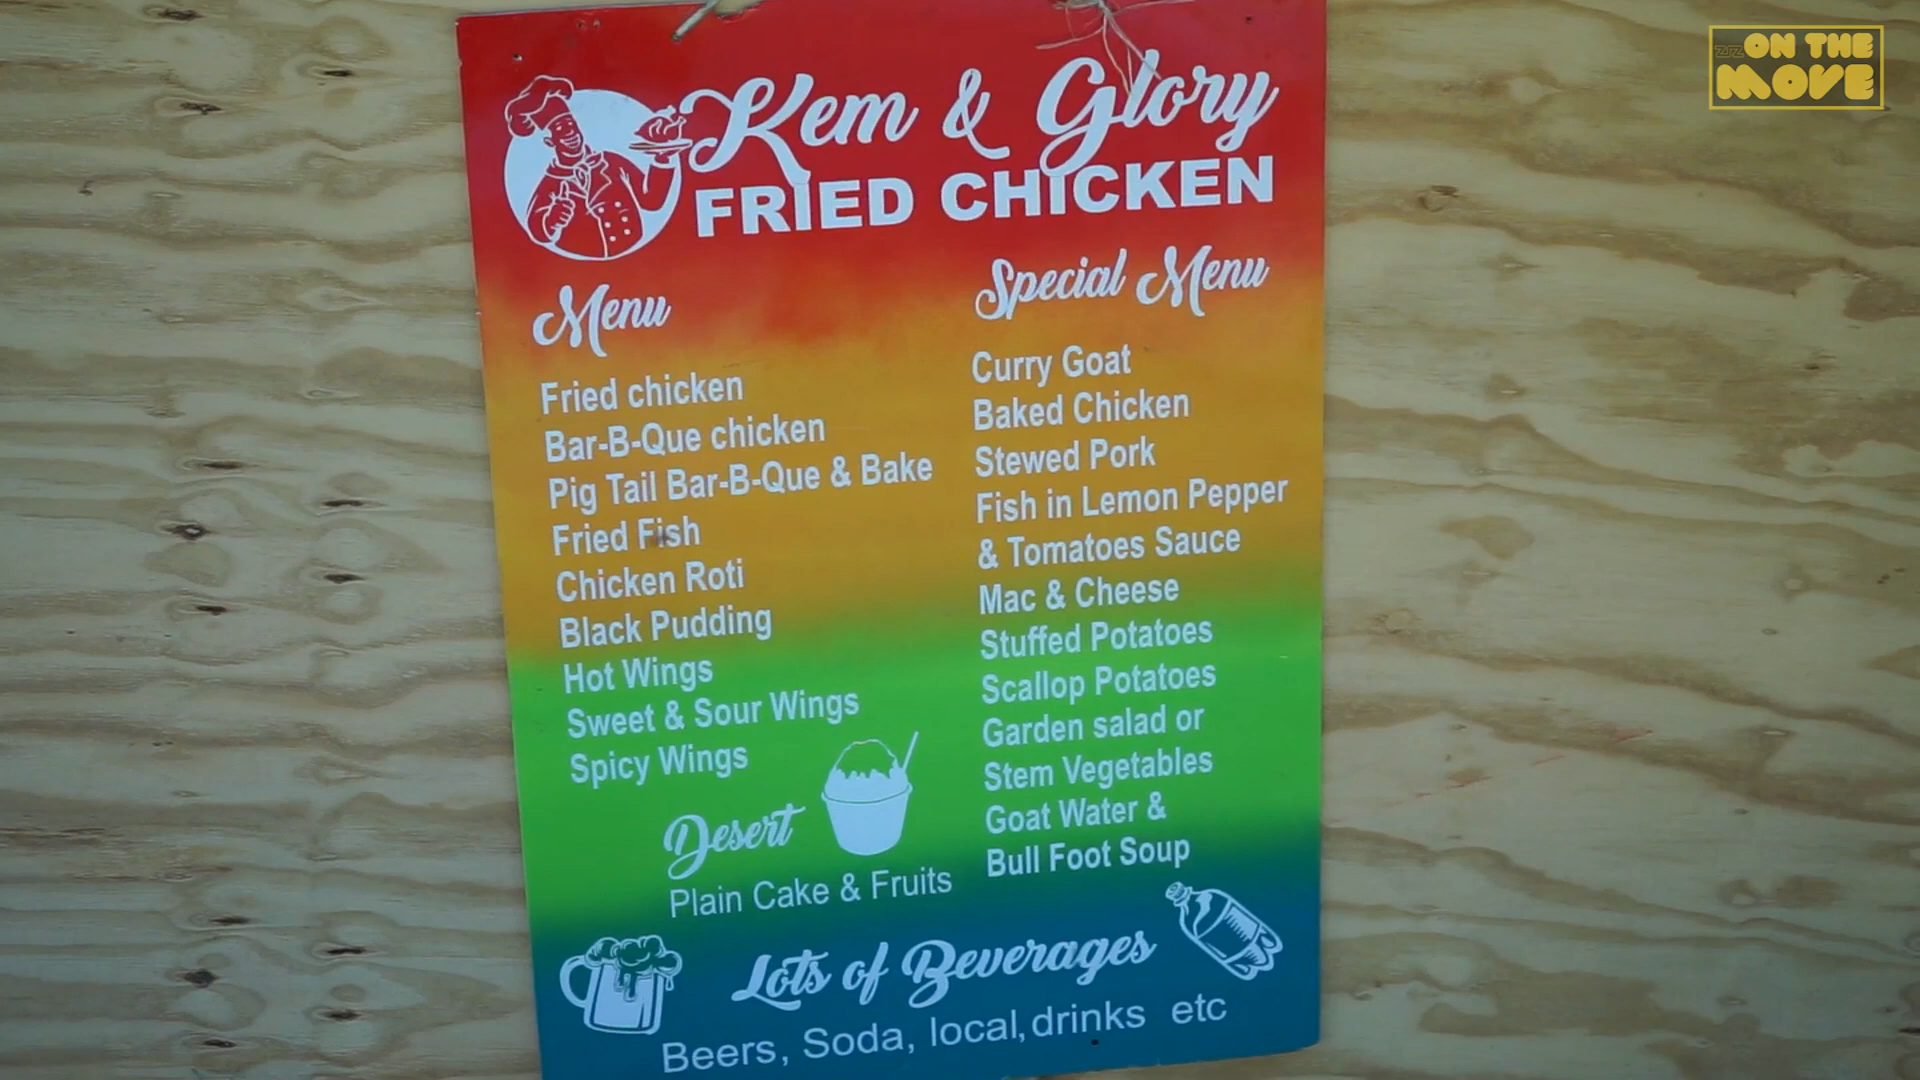 ZIZ ON THE
MOVE
Kem & Glory
FRIED CHICKEN
Menu
Fried chicken
Bar-B-Que chicken
Pig Tail Bar-B-Que & Bake
Fried Fish
Chicken Roti
Black Pudding
Hot Wings
Sweet & Sour Wings
Spicy Wings
Desert
Plain Cake & Fruits
Special Menu
Curry Goat
Baked Chicken
Stewed Pork
Fish in Lemon Pepper
& Tomatoes Sauce
Mac & Cheese
Stuffed Potatoes
Scallop Potatoes
Garden salad or
Stem Vegetables
Goat Water &
Bull Foot Soup
Lots of Beverages
Beers, Soda, local, drinks etc